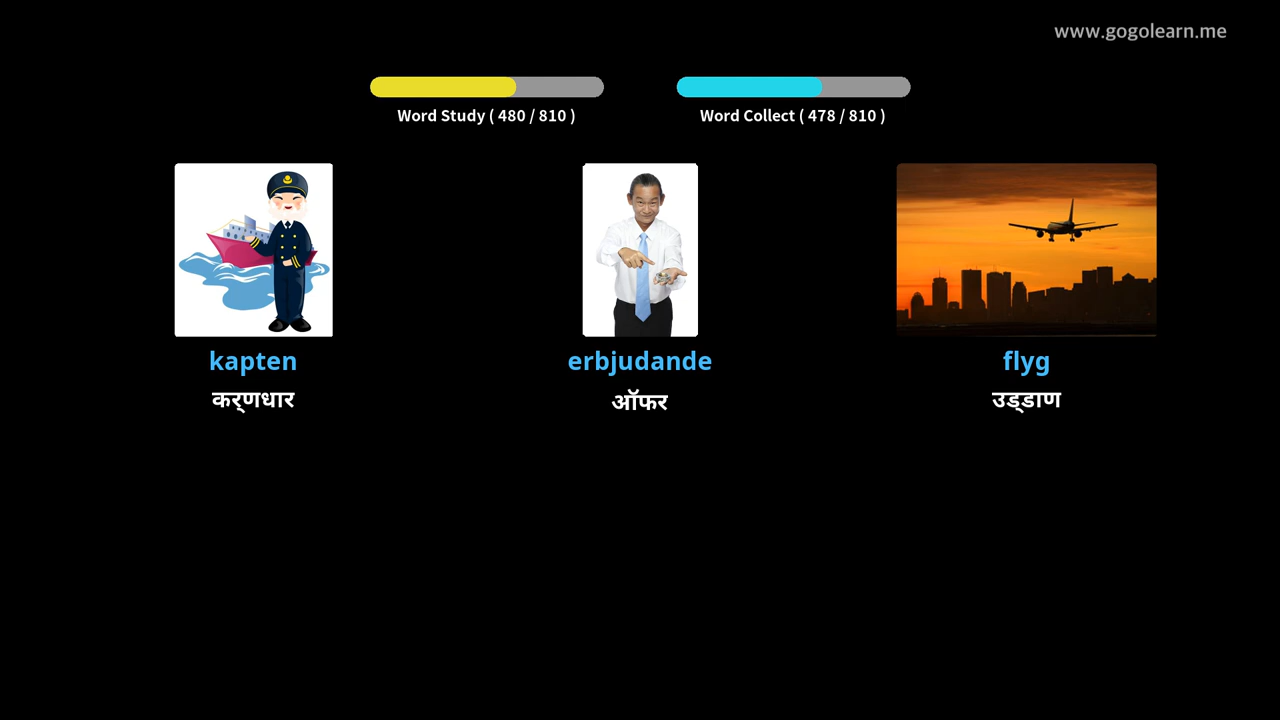 www.gogolearn.me
Word Study ( 480 / 810 )
Word Collect ( 478 / 810 )
kapten
erbjudande
flyg
कर्णधार
ऑफर
उड्डाण